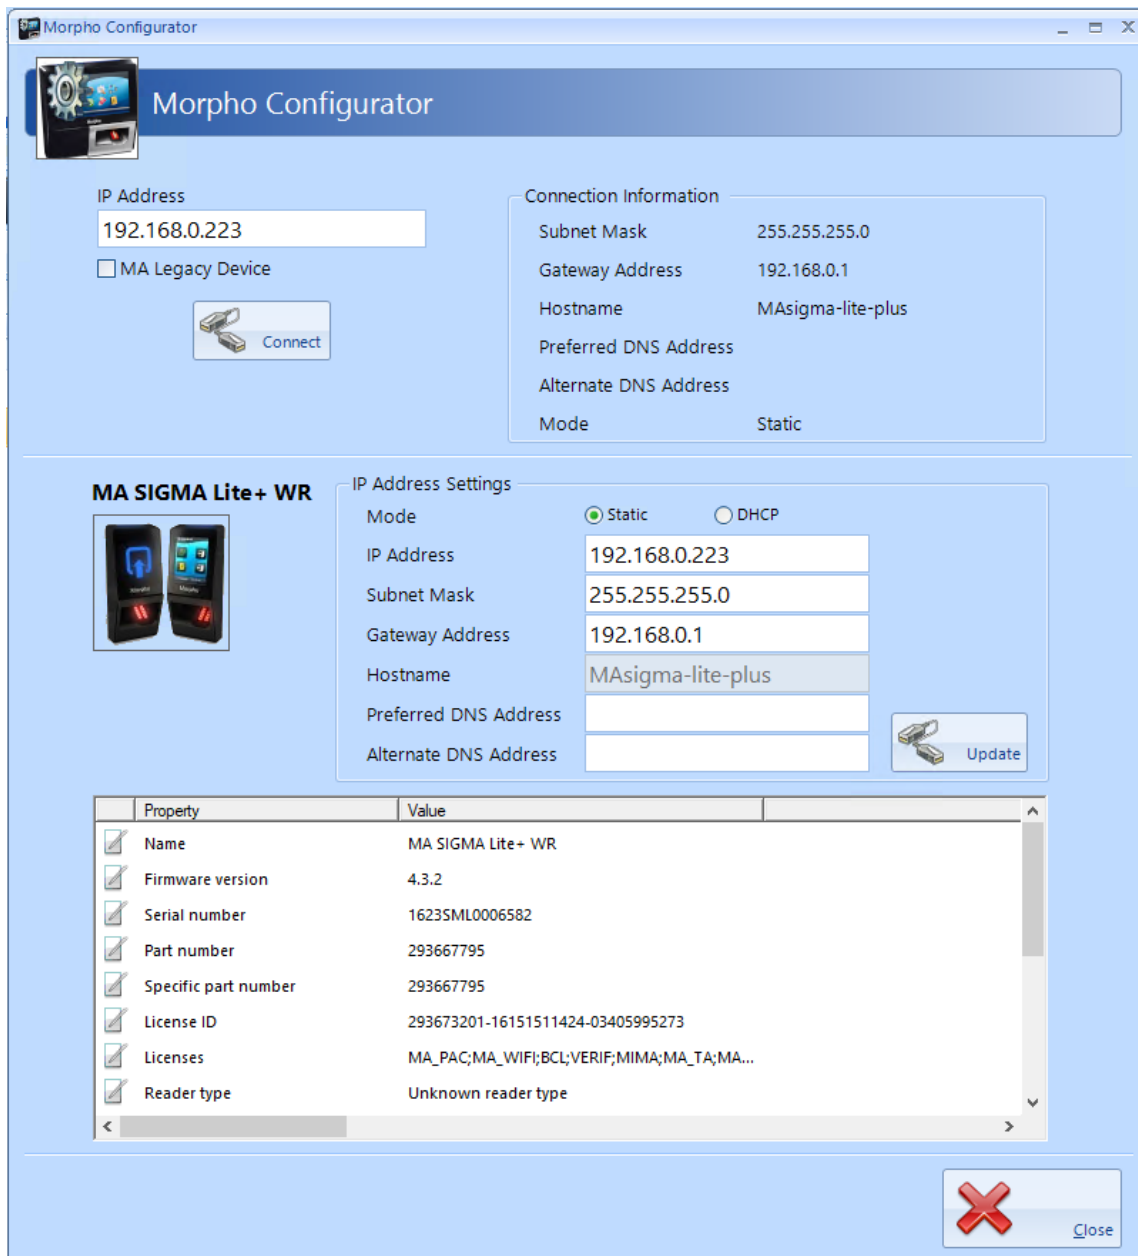 Morpho Configurator
Morpho Configurator
IP Address
192.168.0.223
MA Legacy Device
Connect
Connection Information
Subnet Mask 255.255.255.0
Gateway Address 192.168.0.1
Hostname MAsigma-lite-plus
Preferred DNS Address
Alternate DNS Address
Mode Static
MA SIGMA Lite+ WR
IP Address Settings
Mode Static DHCP
IP Address 192.168.0.223
Subnet Mask 255.255.255.0
Gateway Address 192.168.0.1
Hostname MAsigma-lite-plus
Preferred DNS Address
Alternate DNS Address
Update
Property Value
Name MA SIGMA Lite+ WR
Firmware version 4.3.2
Serial number 1623SML0006582
Part number 293667795
Specific part number 293667795
License ID 293673201-16151511424-03405995273
Licenses MA_PAC;MA_WIFI;BCL;VERIF;MIMA;MA_TA;MA...
Reader type Unknown reader type
Close